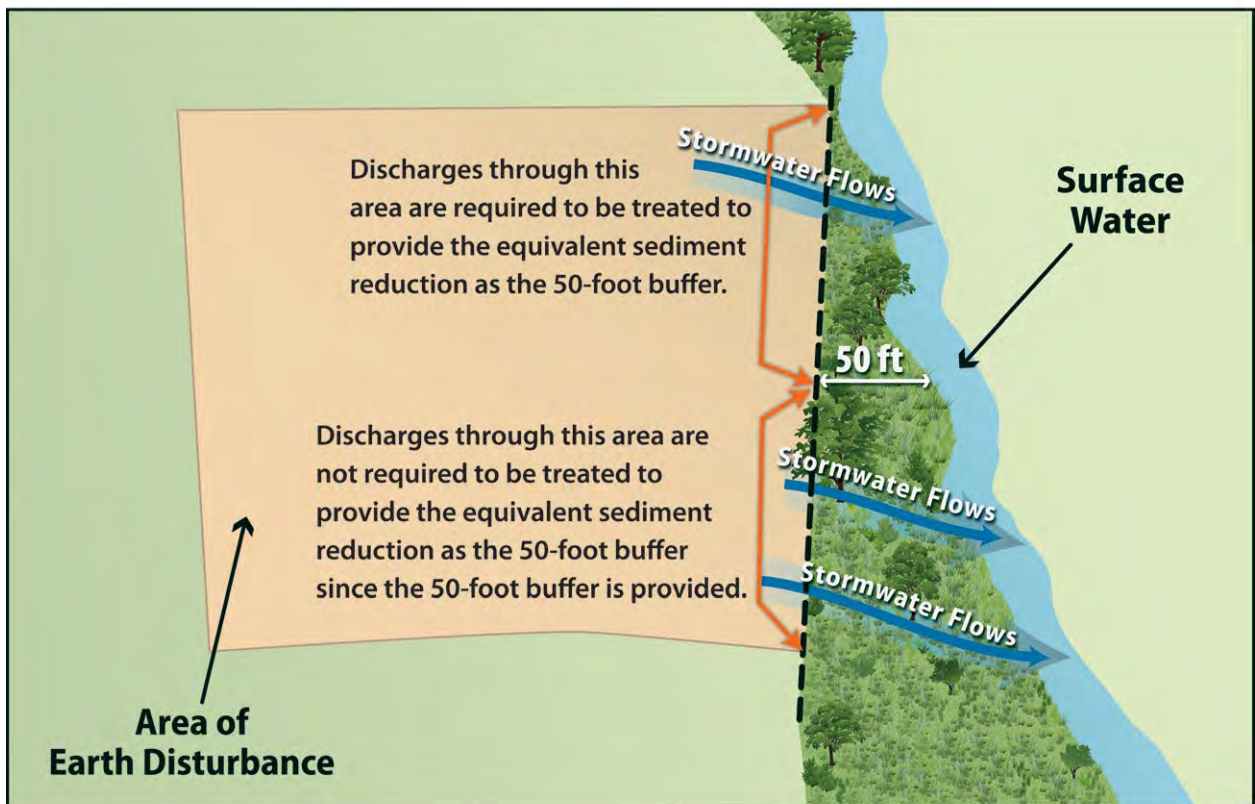 Stormwater Flows
Discharges through this
area are required to be treated to
provide the equivalent sediment
reduction as the 50-foot buffer.
Surface
Water
50 ft
Discharges through this area are
not required to be treated to
provide the equivalent sediment
reduction as the 50-foot buffer
since the 50-foot buffer is provided.
Stormwater Flows
Stormwater Flows
Area of
Earth Disturbance